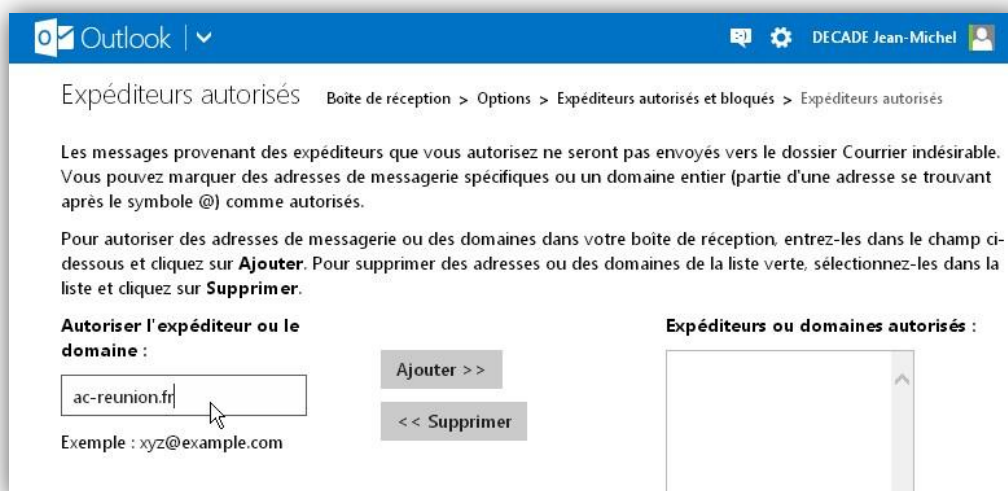 Outlook
DECADE Jean-Michel
Expéditeurs autorisés
Boîte de réception > Options > Expéditeurs autorisés et bloqués > Expéditeurs autorisés
Les messages provenant des expéditeurs que vous autorisez ne seront pas envoyés vers le dossier Courrier indésirable.
Vous pouvez marquer des adresses de messagerie spécifiques ou un domaine entier (partie d'une adresse se trouvant
après le symbole @) comme autorisés.
Pour autoriser des adresses de messagerie ou des domaines dans votre boîte de réception, entrez-les dans le champ ci-
dessous et cliquez sur Ajouter. Pour supprimer des adresses ou des domaines de la liste verte, sélectionnez-les dans la
liste et cliquez sur Supprimer.
Autoriser l'expéditeur ou le
domaine :
ac-reunion.fr
Exemple : xyz@example.com
Ajouter >>
<< Supprimer
Expéditeurs ou domaines autorisés :